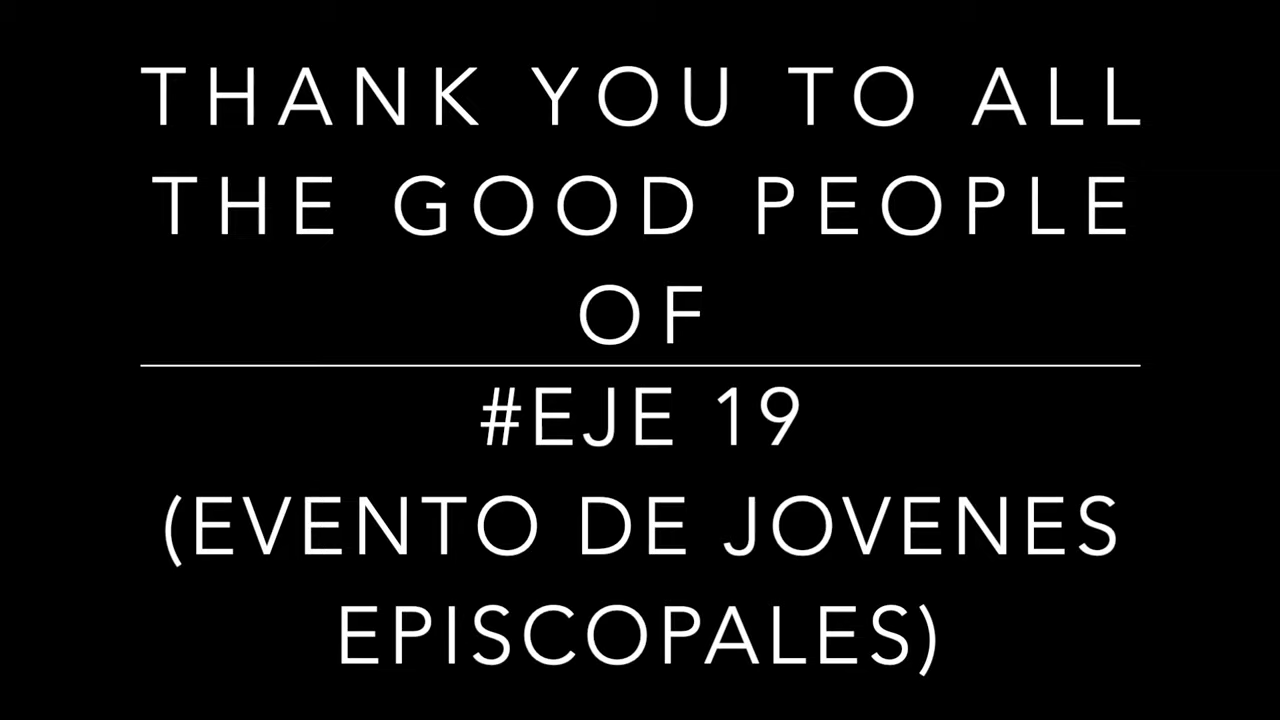 THANK YOU TO ALL
THE GOOD PEOPLE
OF
#EJE 19
(EVENTO DE JOVENES
EPISCOPALES)